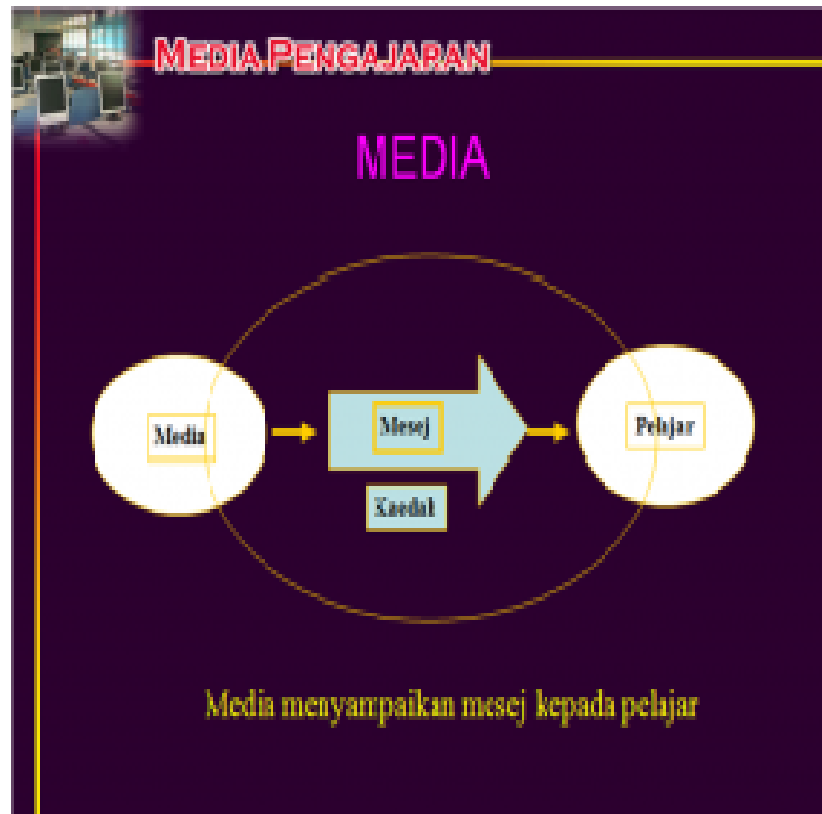 MEDIA PENGAJARAN
MEDIA
Media
Mesej
Pelajar
Kaedah
Media menyampaikan mesej kepada pelajar